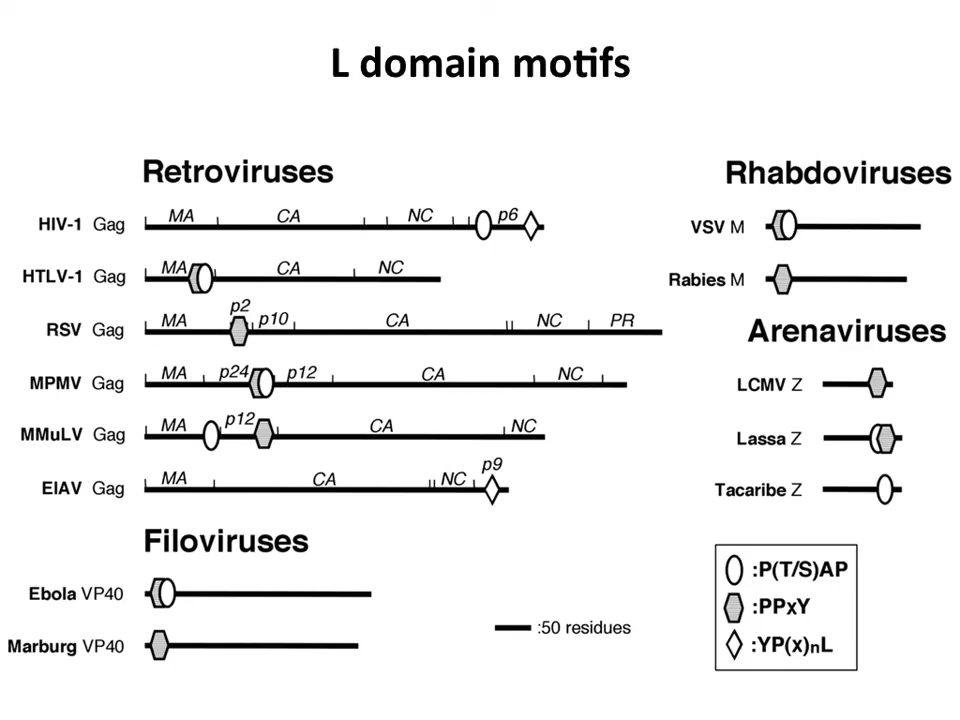 L domain motifs
Retroviruses
HIV-1 Gag MA CA NC p6
HTLV-1 Gag MA CA NC
RSV Gag MA p2 p10 CA NC PR
MPMV Gag MA p24 p12 CA NC
MMuLV Gag MA p12 CA NC
EIAV Gag MA CA NC p9
Filoviruses
Ebola VP40
Marburg VP40
:50 residues
Rhabdoviruses
VSV M
Rabies M
Arenaviruses
LCMV Z
Lassa Z
Tacaribe Z
:P(T/S)AP
:PPxY
:YP(x)nL